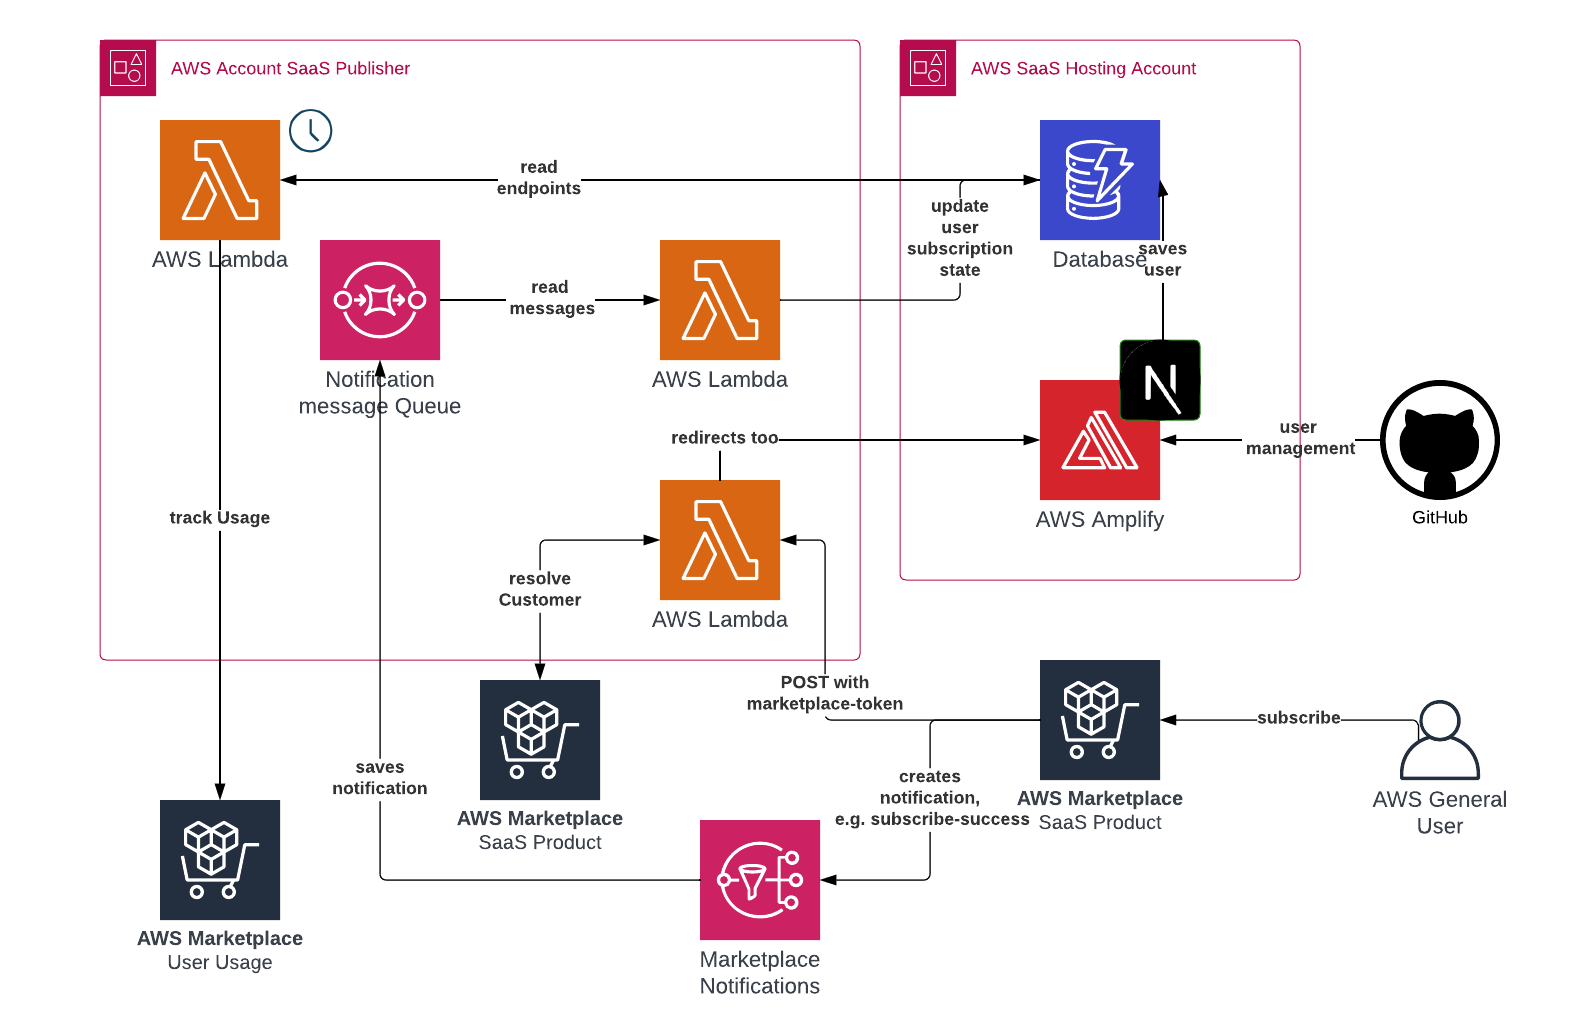 AWS Account SaaS Publisher
AWS SaaS Hosting Account
read
endpoints
update
user
subscription
state
AWS Lambda
Database
saves
user
read
messages
Notification
message Queue
AWS Lambda
redirects too
user
management
AWS Amplify
GitHub
track Usage
resolve
Customer
AWS Lambda
POST with
marketplace-token
subscribe
saves
notification
creates
notification,
e.g. subscribe-success
AWS Marketplace
SaaS Product
AWS Marketplace
SaaS Product
AWS General
User
AWS Marketplace
User Usage
Marketplace
Notifications